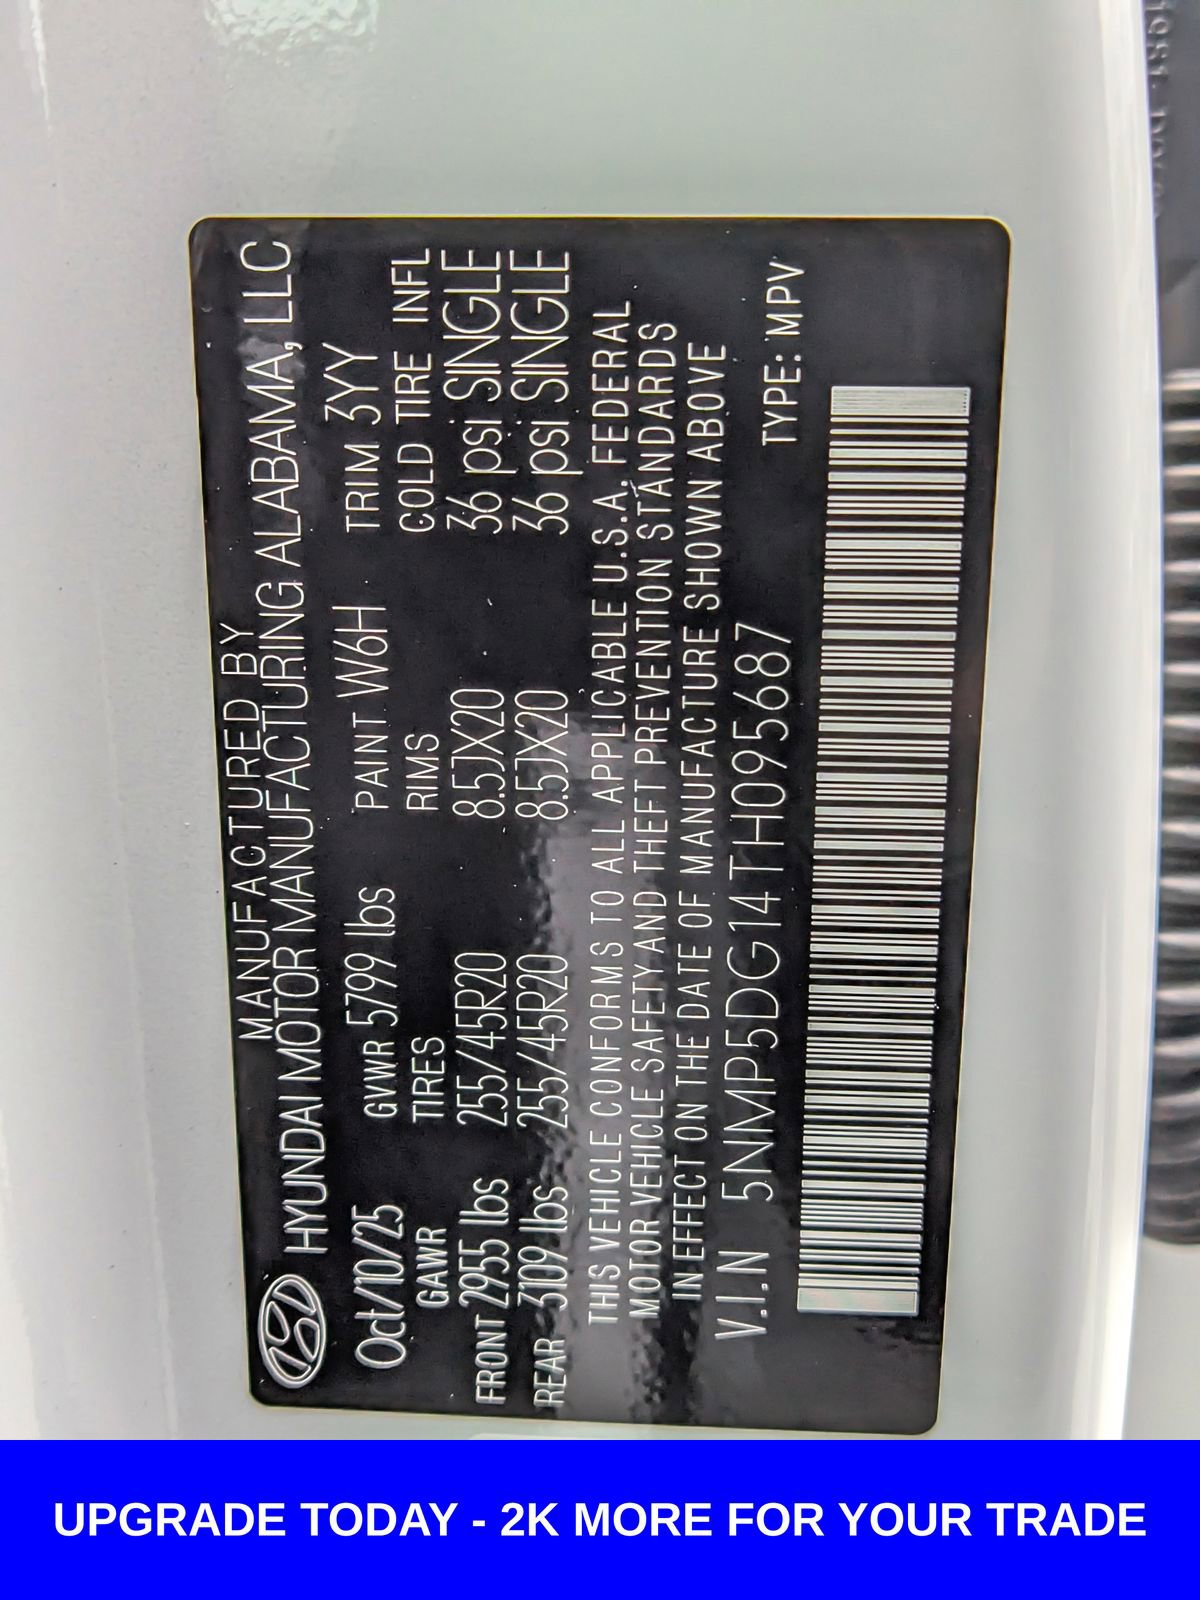 MANUFACTURED BY
HYUNDAI MOTOR MANUFACTURING ALABAMA, LLC
Oct/10/25 GVWR 5799 lbs PAINT W6H TRIM 3YY
GAWR TIRES RIMS COLD TIRE INFL
FRONT 2955 lbs 255/45R20 8.5JX20 36 psi SINGLE
REAR 3109 lbs 255/45R20 8.5JX20 36 psi SINGLE
THIS VEHICLE CONFORMS TO ALL APPLICABLE U.S.A. FEDERAL
MOTOR VEHICLE SAFETY AND THEFT PREVENTION STANDARDS
IN EFFECT ON THE DATE OF MANUFACTURE SHOWN ABOVE
V.I.N 5NMP5DG14TH095687 TYPE: MPV
UPGRADE TODAY - 2K MORE FOR YOUR TRADE